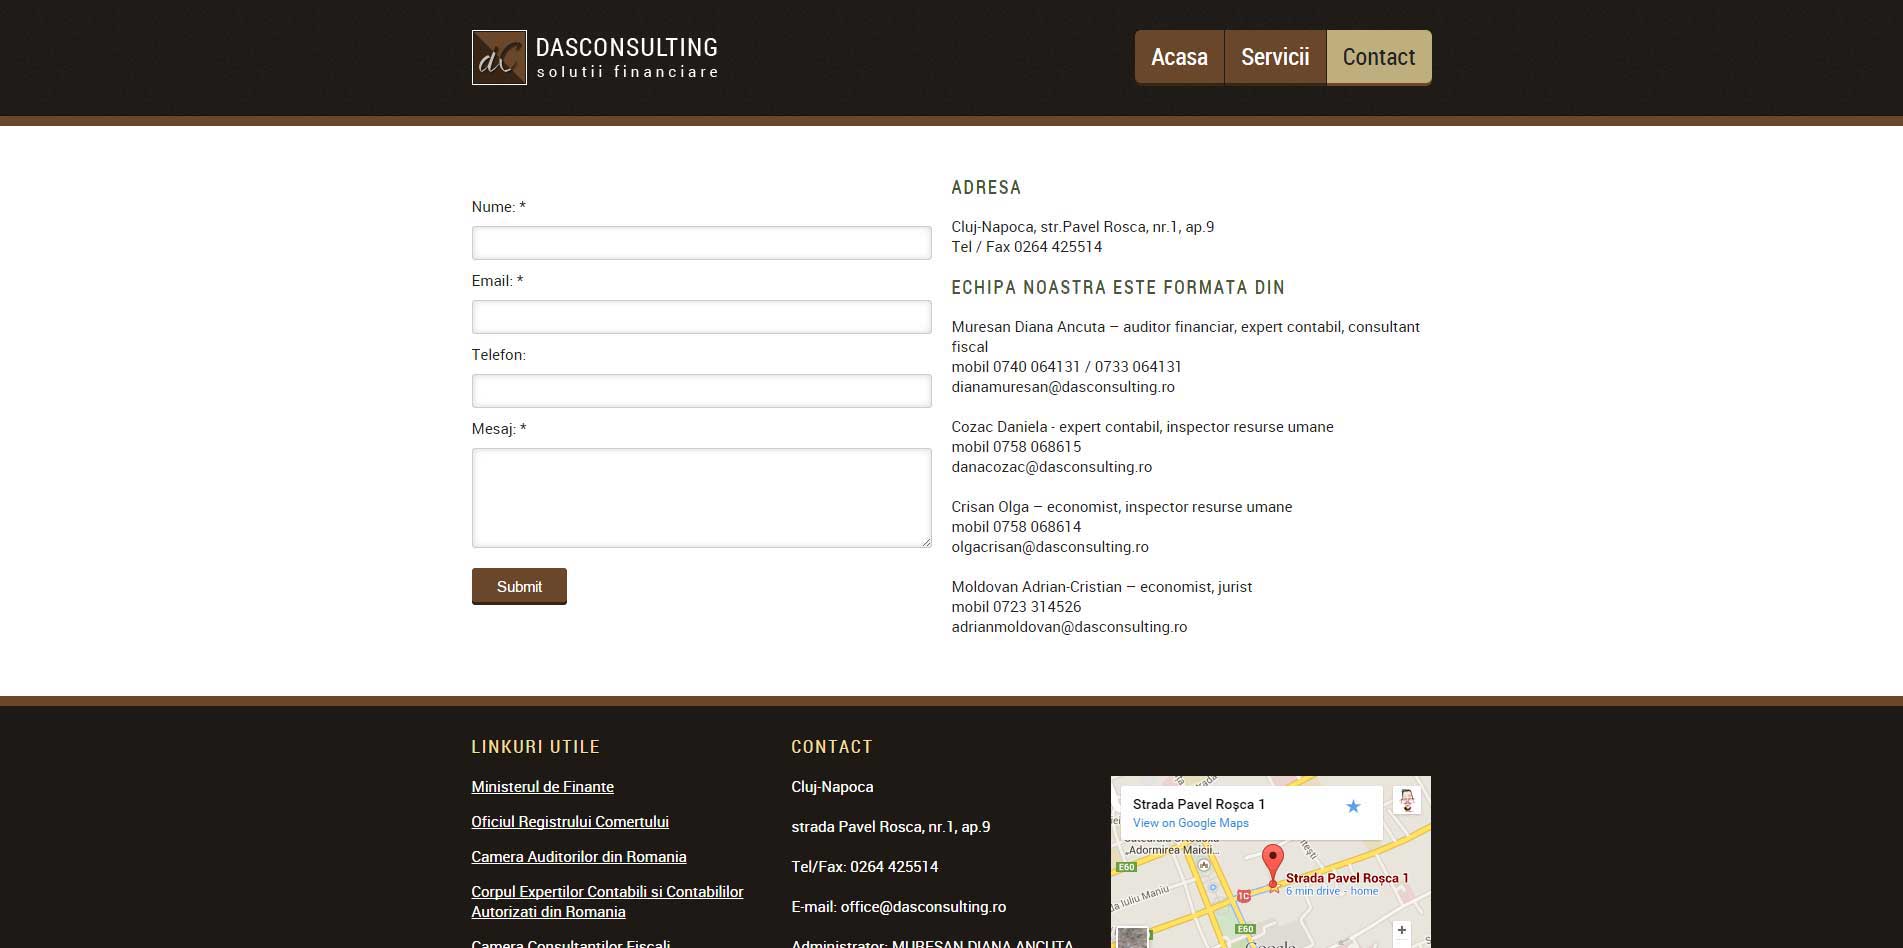 dC
DASCONSULTING
solutii financiare
Acasa
Servicii
Contact
Nume: *
Email: *
Telefon:
Mesaj: *
Submit
ADRESA
Cluj-Napoca, str.Pavel Rosca, nr.1, ap.9
Tel / Fax 0264 425514
ECHIPA NOASTRA ESTE FORMATA DIN
Muresan Diana Ancuta – auditor financiar, expert contabil, consultant
fiscal
mobil 0740 064131 / 0733 064131
dianamuresan@dasconsulting.ro
Cozac Daniela - expert contabil, inspector resurse umane
mobil 0758 068615
danacozac@dasconsulting.ro
Crisan Olga – economist, inspector resurse umane
mobil 0758 068614
olgacrisan@dasconsulting.ro
Moldovan Adrian-Cristian – economist, jurist
mobil 0723 314526
adrianmoldovan@dasconsulting.ro
LINKURI UTILE
Ministerul de Finante
Oficiul Registrului Comertului
Camera Auditorilor din Romania
Corpul Expertilor Contabili si Contabililor
Autorizati din Romania
Camera Consultantilor Fiscali
CONTACT
Cluj-Napoca
strada Pavel Rosca, nr.1, ap.9
Tel/Fax: 0264 425514
E-mail: office@dasconsulting.ro
Administrator: MURESAN DIANA ANCUTA
Strada Pavel Roșca 1
View on Google Maps
„Adormirea Maicii...
E60
Strada Pavel Roșca 1
6 min drive - home
1C
Iuliu Maniu
E60
Google
+